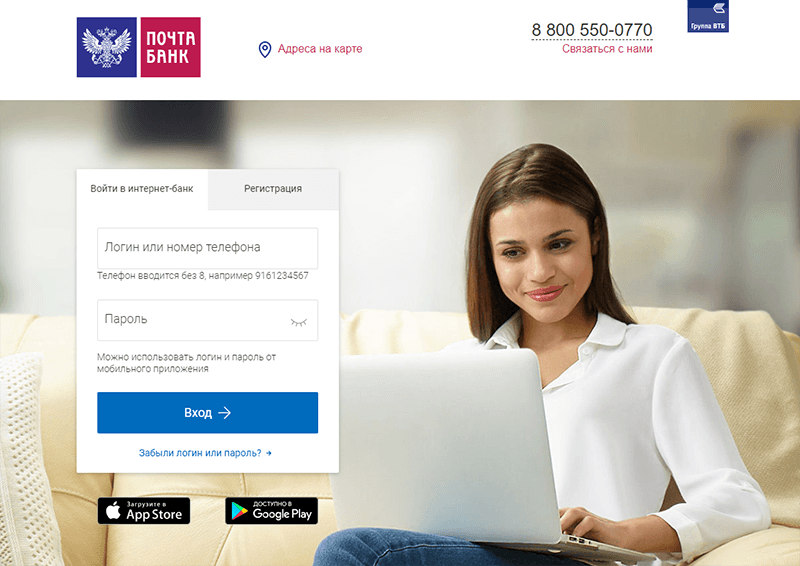 ПОЧТА
БАНК
Адреса на карте
8 800 550-0770
Связаться с нами
Группа ВТБ
Войти в интернет-банк
Регистрация
Логин или номер телефона
Телефон вводится без 8, например 9161234567
Пароль
Можно использовать логин и пароль от
мобильного приложения
Вход →
Забыли логин или пароль? →
Загрузите в
App Store
ДОСТУПНО В
Google Play